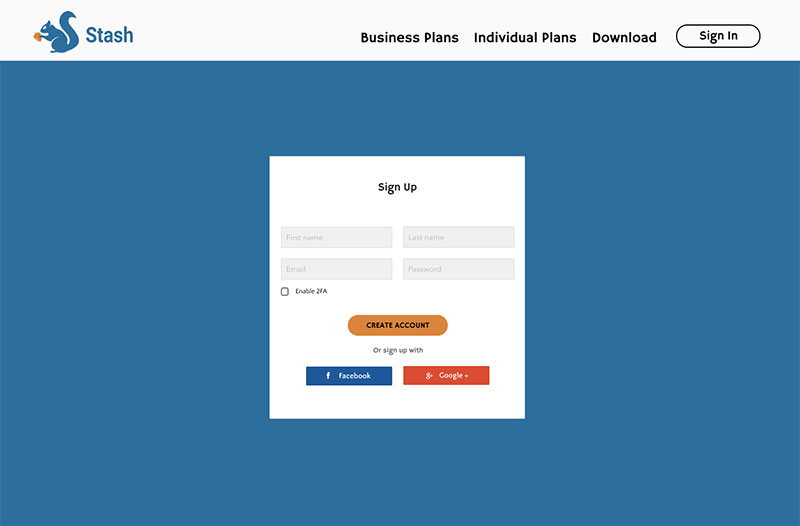 Stash
Business Plans Individual Plans Download Sign In
Sign Up
First name Last name
Email Password
Enable 2FA
CREATE ACCOUNT
Or sign up with
f Facebook g+ Google +